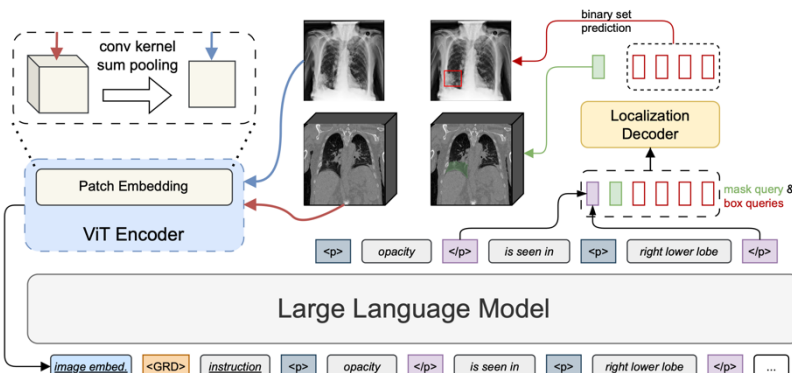 conv kernel
sum pooling
binary set
prediction
Localization
Decoder
Patch Embedding
ViT Encoder
mask query &
box queries
<p> opacity </p> is seen in <p> right lower lobe </p>
Large Language Model
image embed. <GRD> instruction <p> opacity </p> is seen in <p> right lower lobe </p> ...